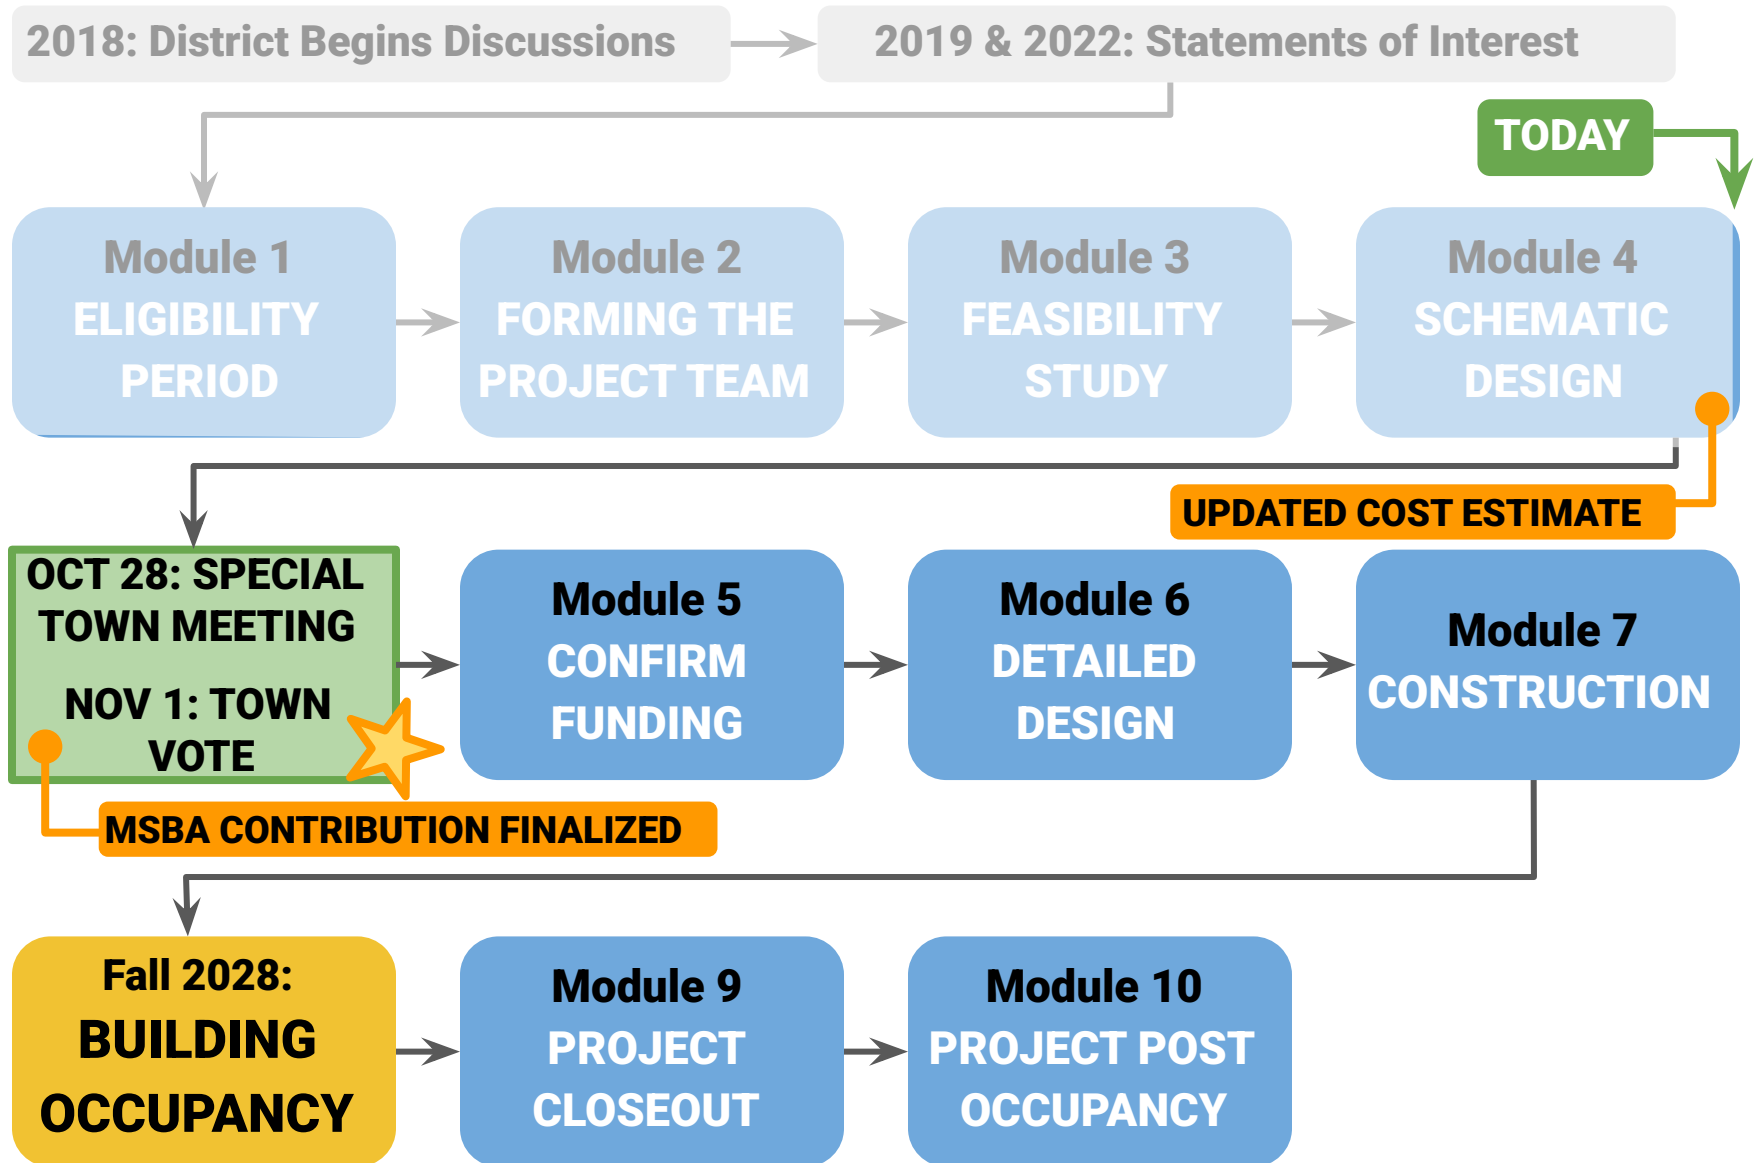 2018: District Begins Discussions
2019 & 2022: Statements of Interest
TODAY
Module 1
ELIGIBILITY
PERIOD
Module 2
FORMING THE
PROJECT TEAM
Module 3
FEASIBILITY
STUDY
Module 4
SCHEMATIC
DESIGN
UPDATED COST ESTIMATE
OCT 28: SPECIAL
TOWN MEETING
NOV 1: TOWN
VOTE
MSBA CONTRIBUTION FINALIZED
Module 5
CONFIRM
FUNDING
Module 6
DETAILED
DESIGN
Module 7
CONSTRUCTION
Fall 2028:
BUILDING
OCCUPANCY
Module 9
PROJECT
CLOSEOUT
Module 10
PROJECT POST
OCCUPANCY